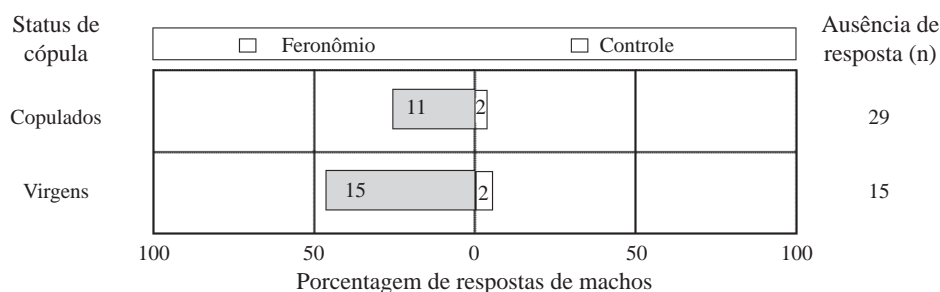 Status de
cópula
Feronômio
Controle
Ausência de
resposta (n)
Copulados
11
2
29
Virgens
15
2
15
100
50
0
50
100
Porcentagem de respostas de machos